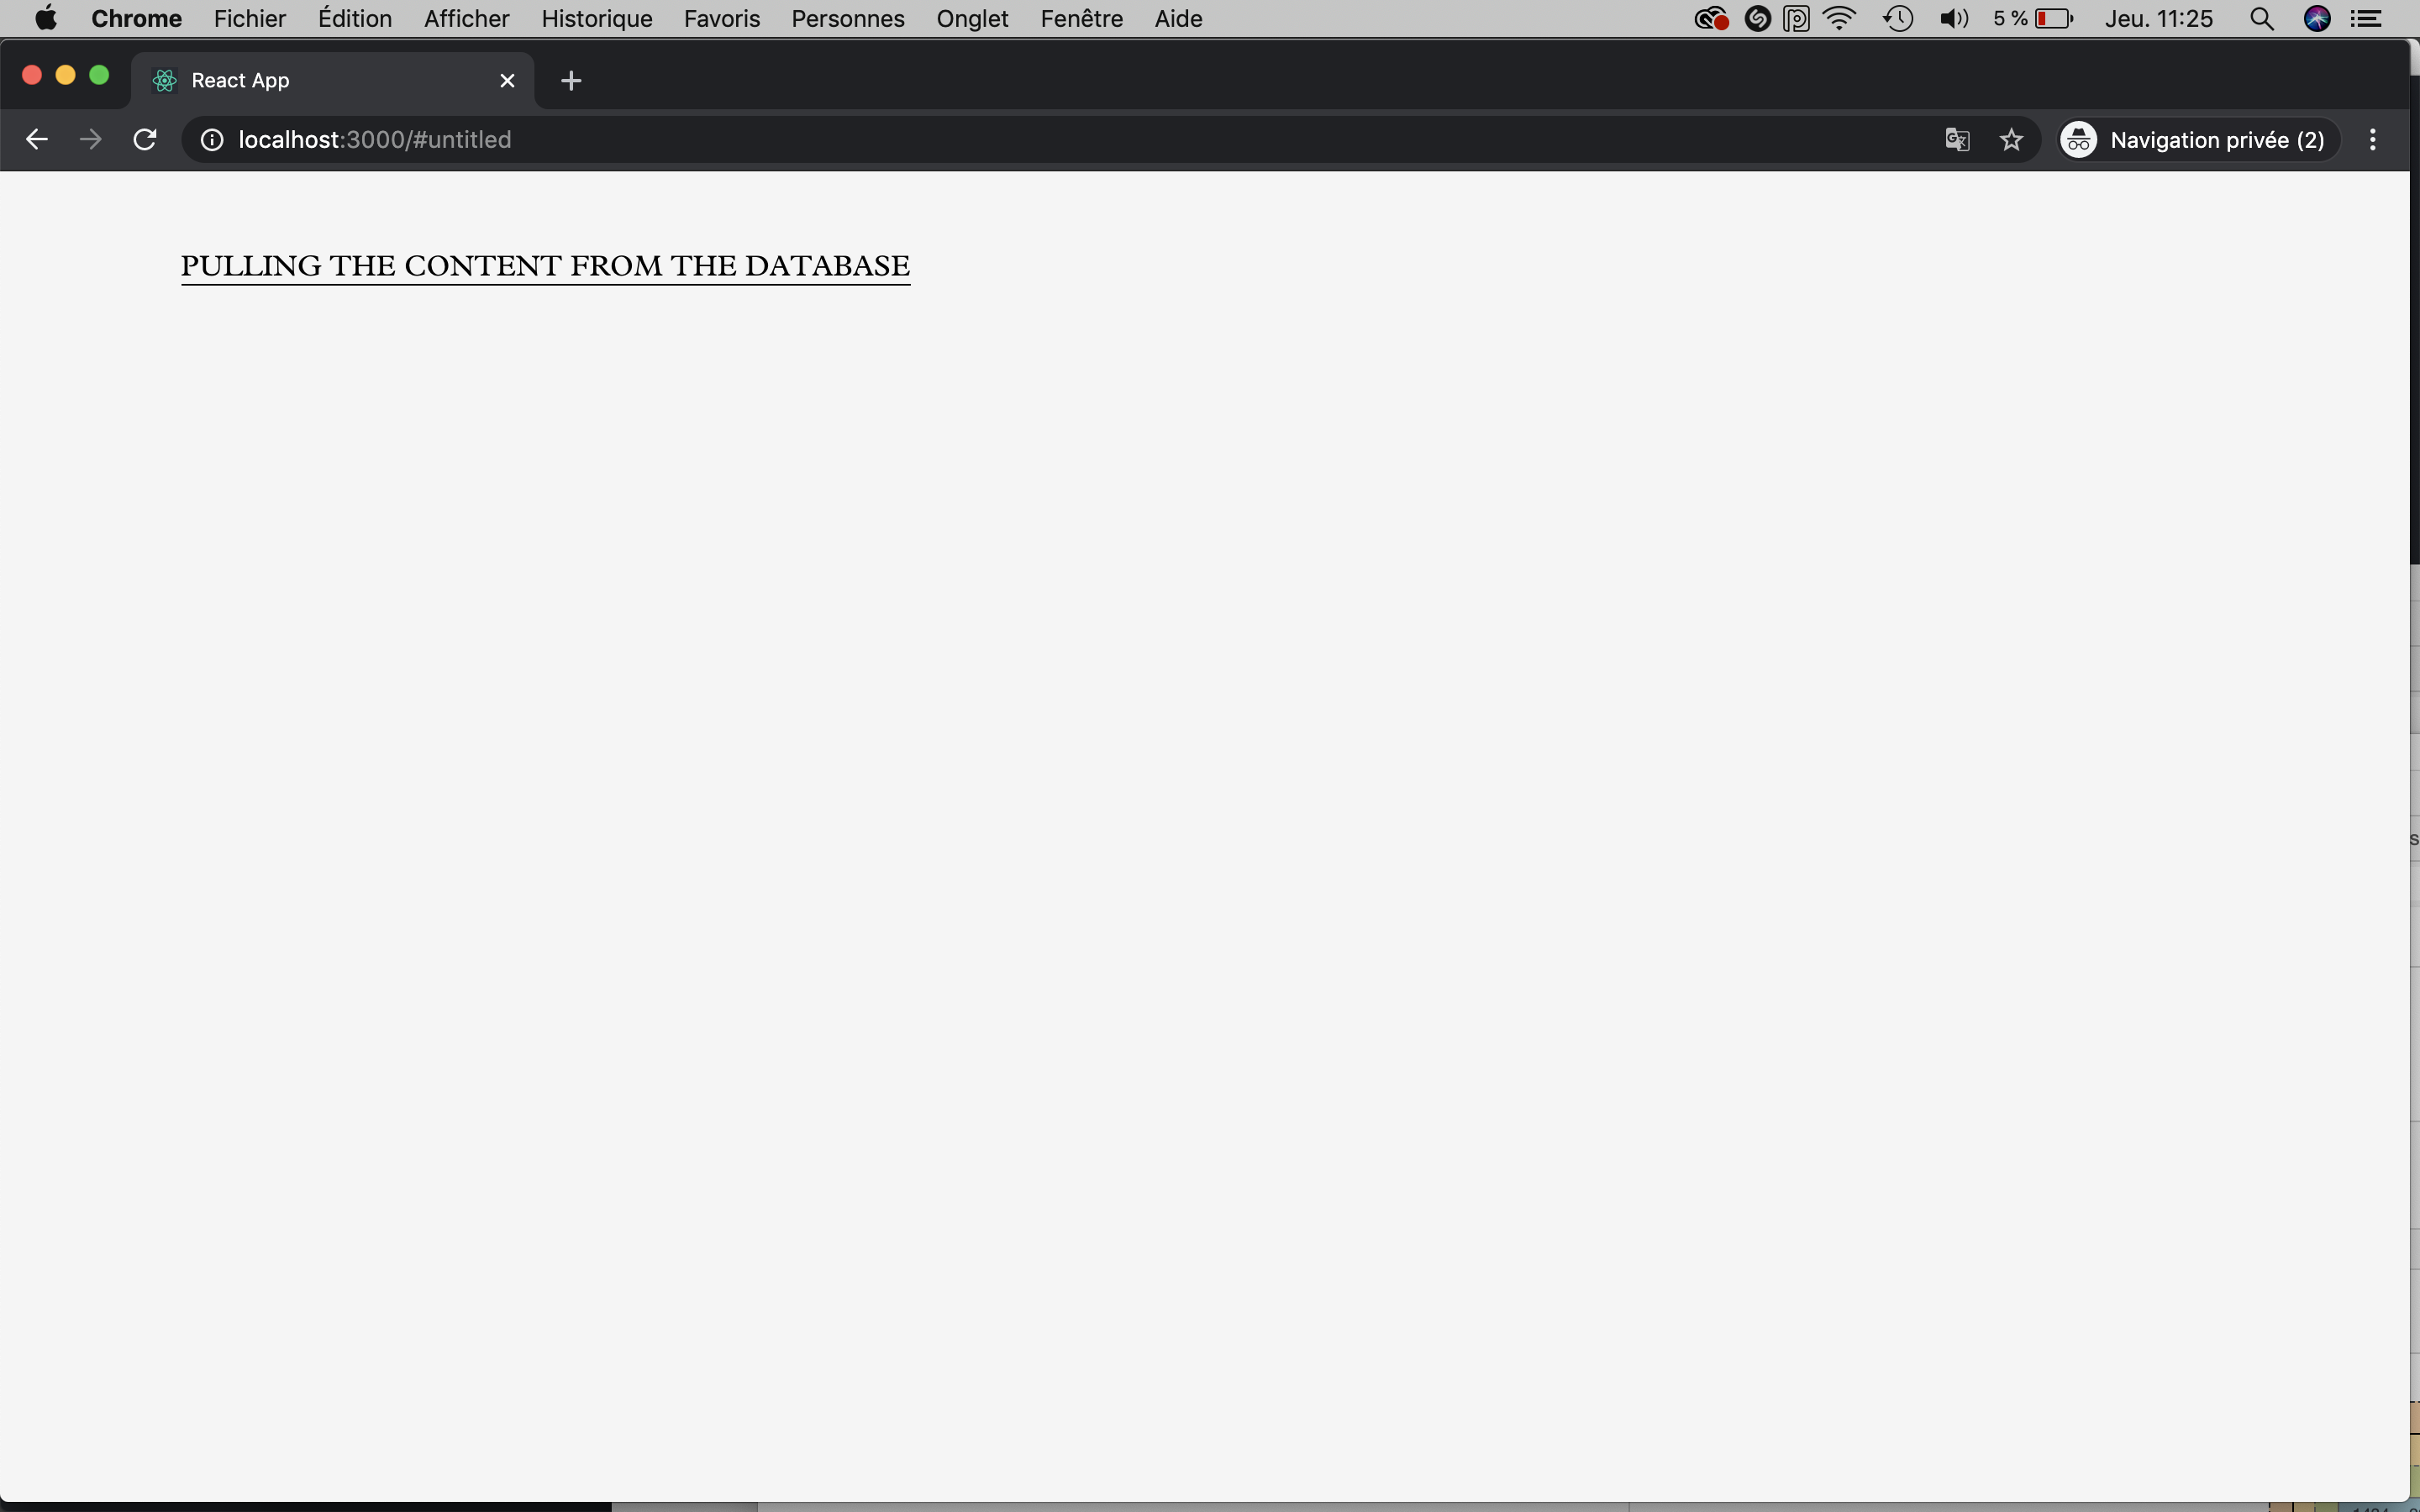 Chrome Fichier Édition Afficher Historique Favoris Personnes Onglet Fenêtre Aide 5 % Jeu. 11:25
React App
localhost:3000/#untitled Navigation privée (2)
PULLING THE CONTENT FROM THE DATABASE